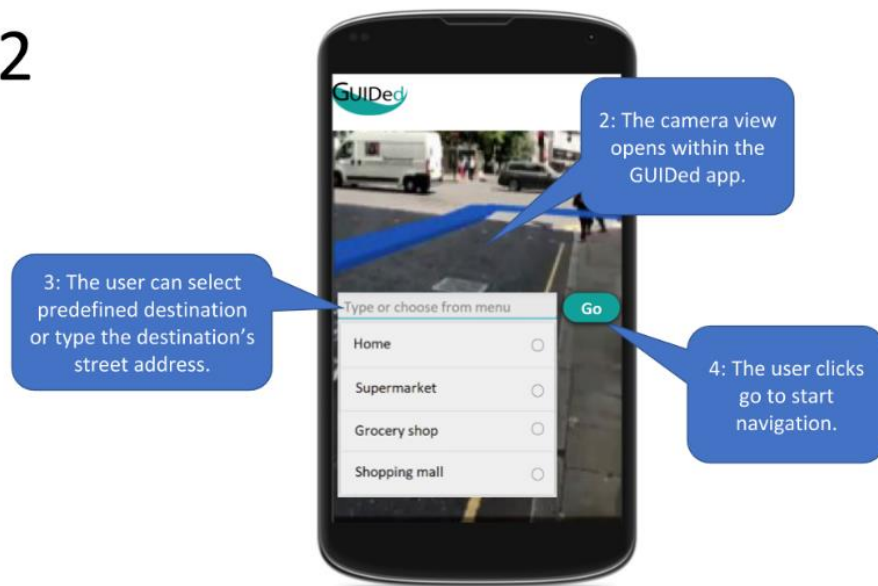 2
GUIDed
2: The camera view
opens within the
GUIDed app.
3: The user can select
predefined destination
or type the destination's
street address.
Type or choose from menu
Go
Home
Supermarket
Grocery shop
Shopping mall
4: The user clicks
go to start
navigation.